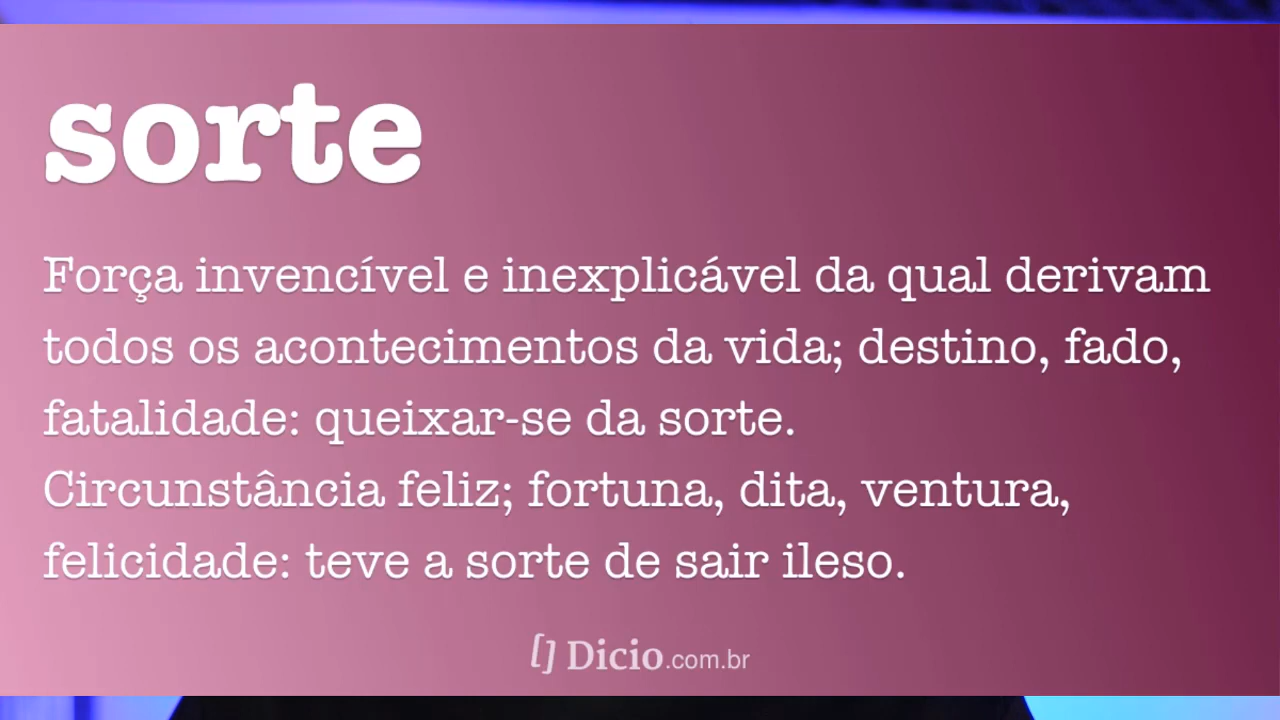 sorte
Força invencível e inexplicável da qual derivam
todos os acontecimentos da vida; destino, fado,
fatalidade: queixar-se da sorte.
Circunstância feliz; fortuna, dita, ventura,
felicidade: teve a sorte de sair ileso.
[] Dicio.com.br